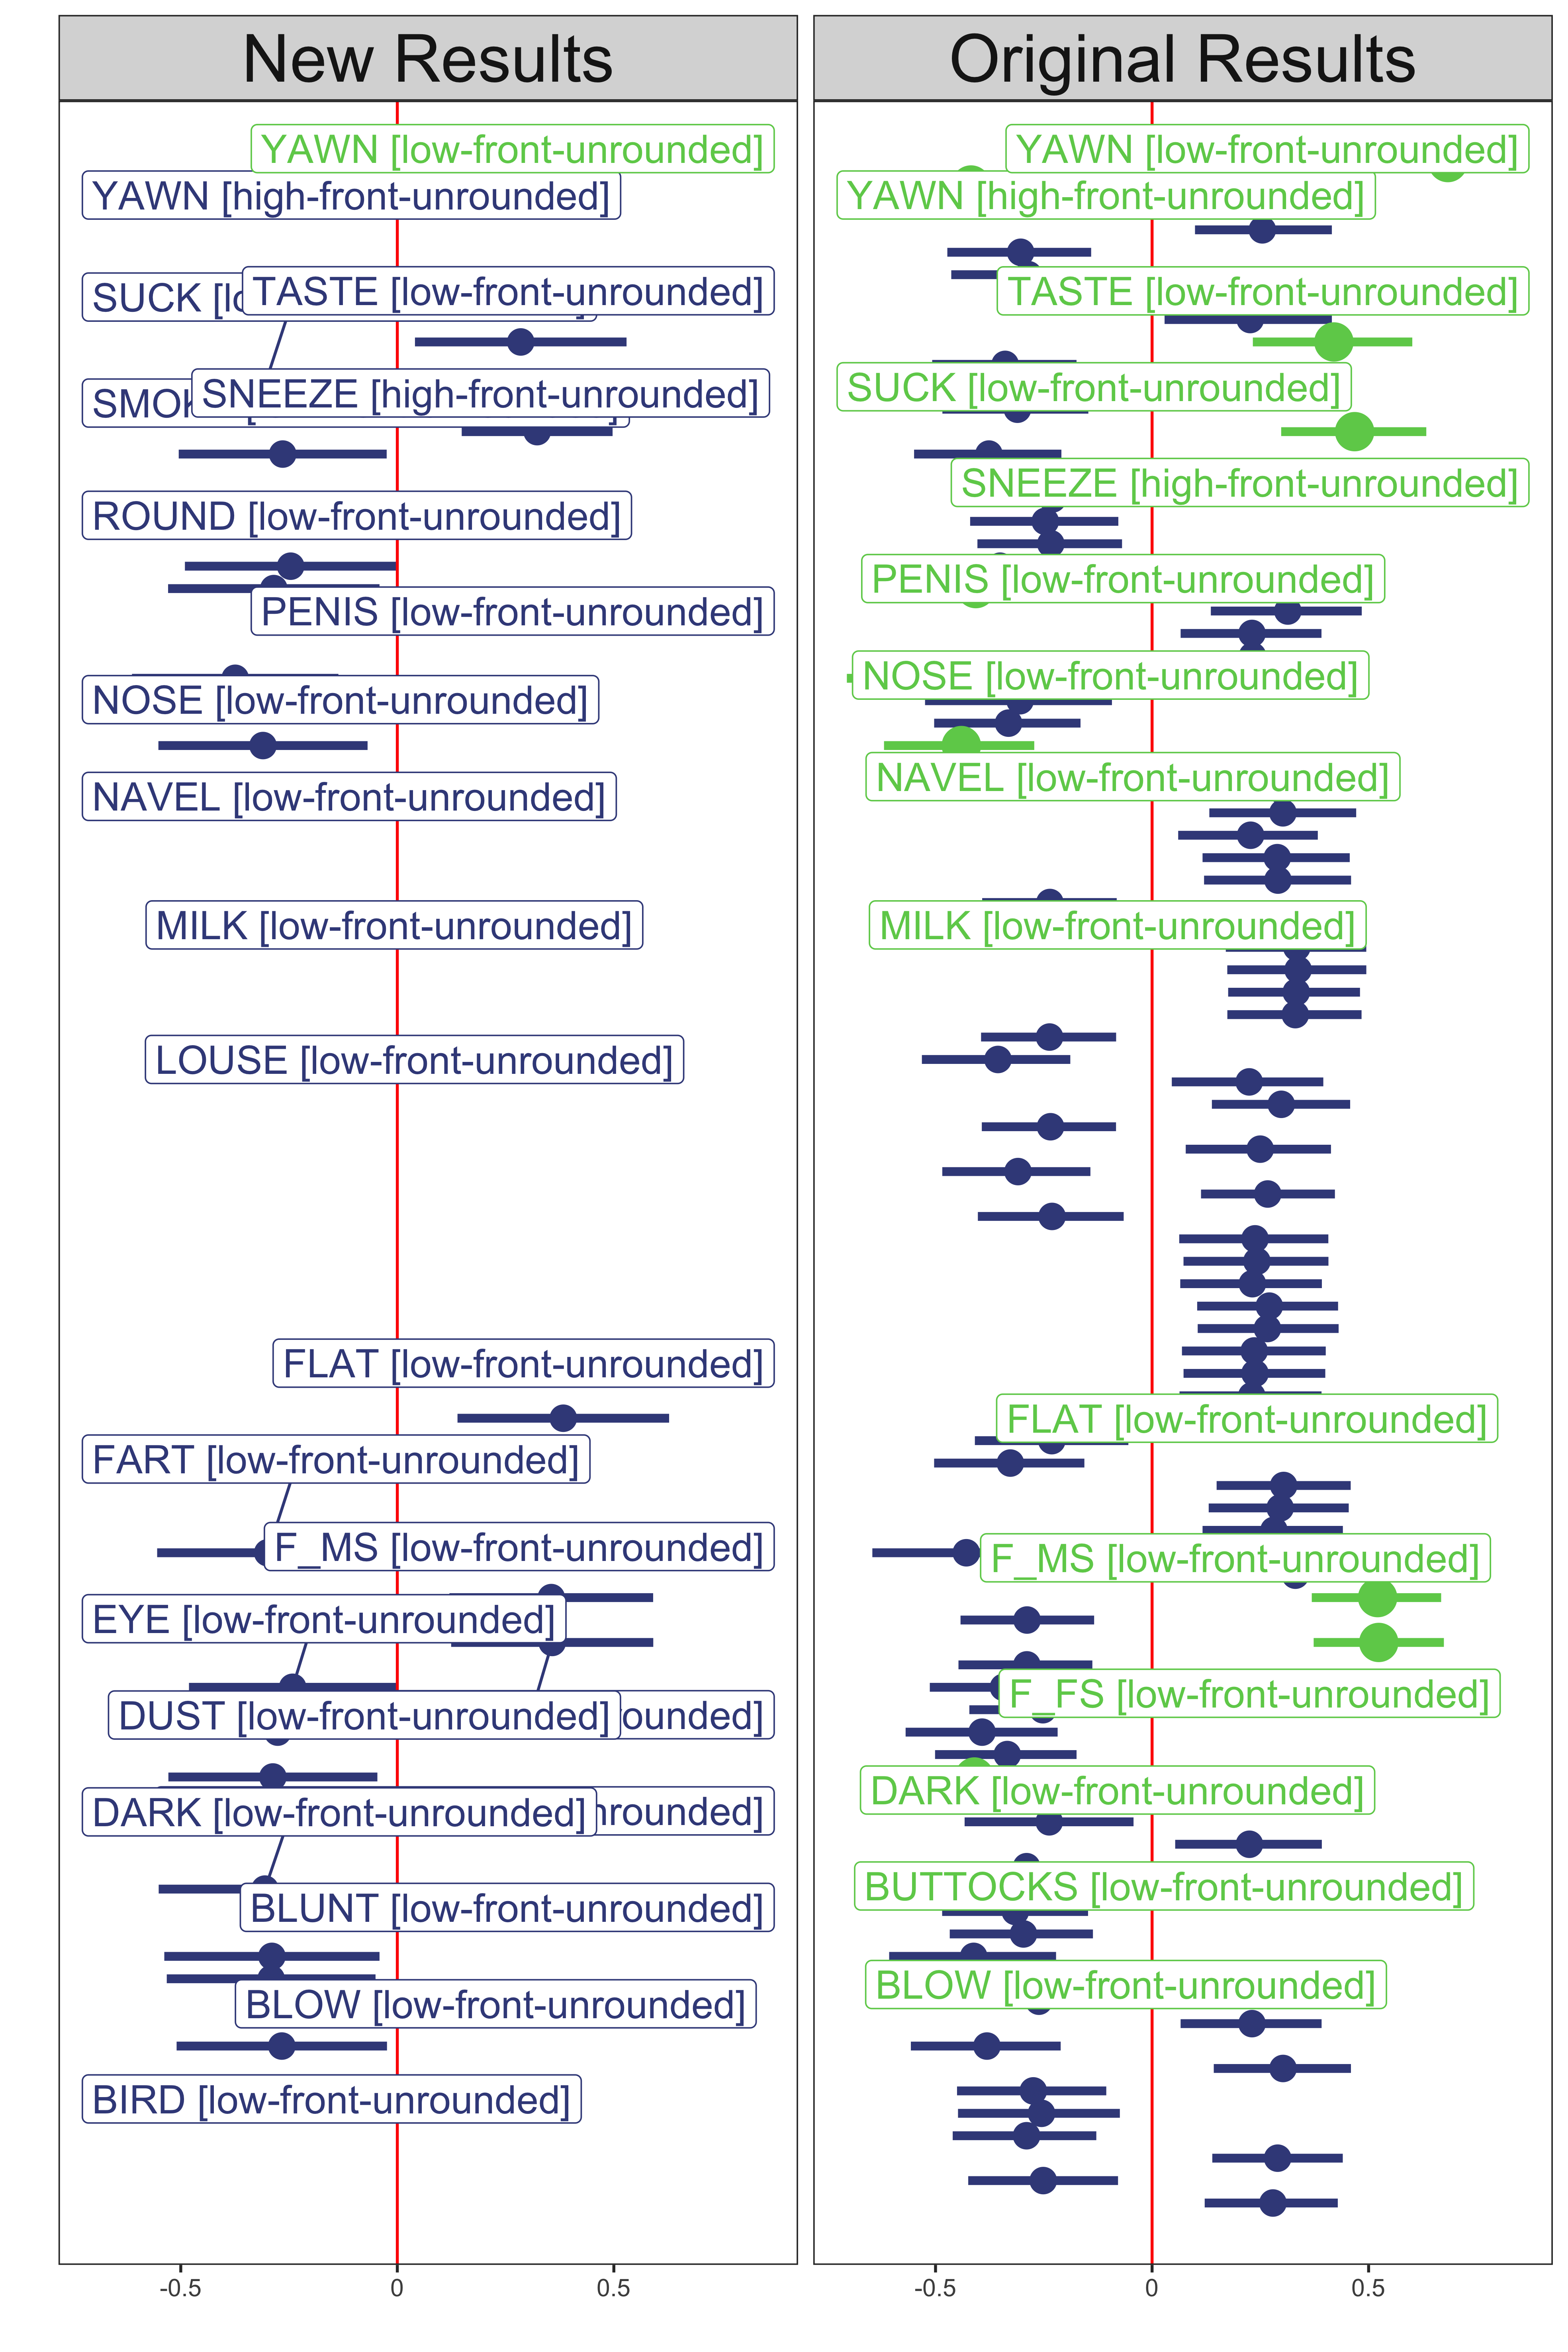 New Results
YAWN [low-front-unrounded]
YAWN [high-front-unrounded]
SUCK [lo
TASTE [low-front-unrounded]
SMOK
SNEEZE [high-front-unrounded]
ROUND [low-front-unrounded]
PENIS [low-front-unrounded]
NOSE [low-front-unrounded]
NAVEL [low-front-unrounded]
MILK [low-front-unrounded]
LOUSE [low-front-unrounded]
FLAT [low-front-unrounded]
FART [low-front-unrounded]
F_MS [low-front-unrounded]
EYE [low-front-unrounded]
DUST [low-front-unrounded]
ounded]
DARK [low-front-unrounded]
nrounded]
BLUNT [low-front-unrounded]
BLOW [low-front-unrounded]
BIRD [low-front-unrounded]
-0.5
0
0.5
Original Results
YAWN [low-front-unrounded]
YAWN [high-front-unrounded]
TASTE [low-front-unrounded]
SUCK [low-front-unrounded]
SNEEZE [high-front-unrounded]
PENIS [low-front-unrounded]
NOSE [low-front-unrounded]
NAVEL [low-front-unrounded]
MILK [low-front-unrounded]
FLAT [low-front-unrounded]
F_MS [low-front-unrounded]
F_FS [low-front-unrounded]
DARK [low-front-unrounded]
BUTTOCKS [low-front-unrounded]
BLOW [low-front-unrounded]
-0.5
0
0.5